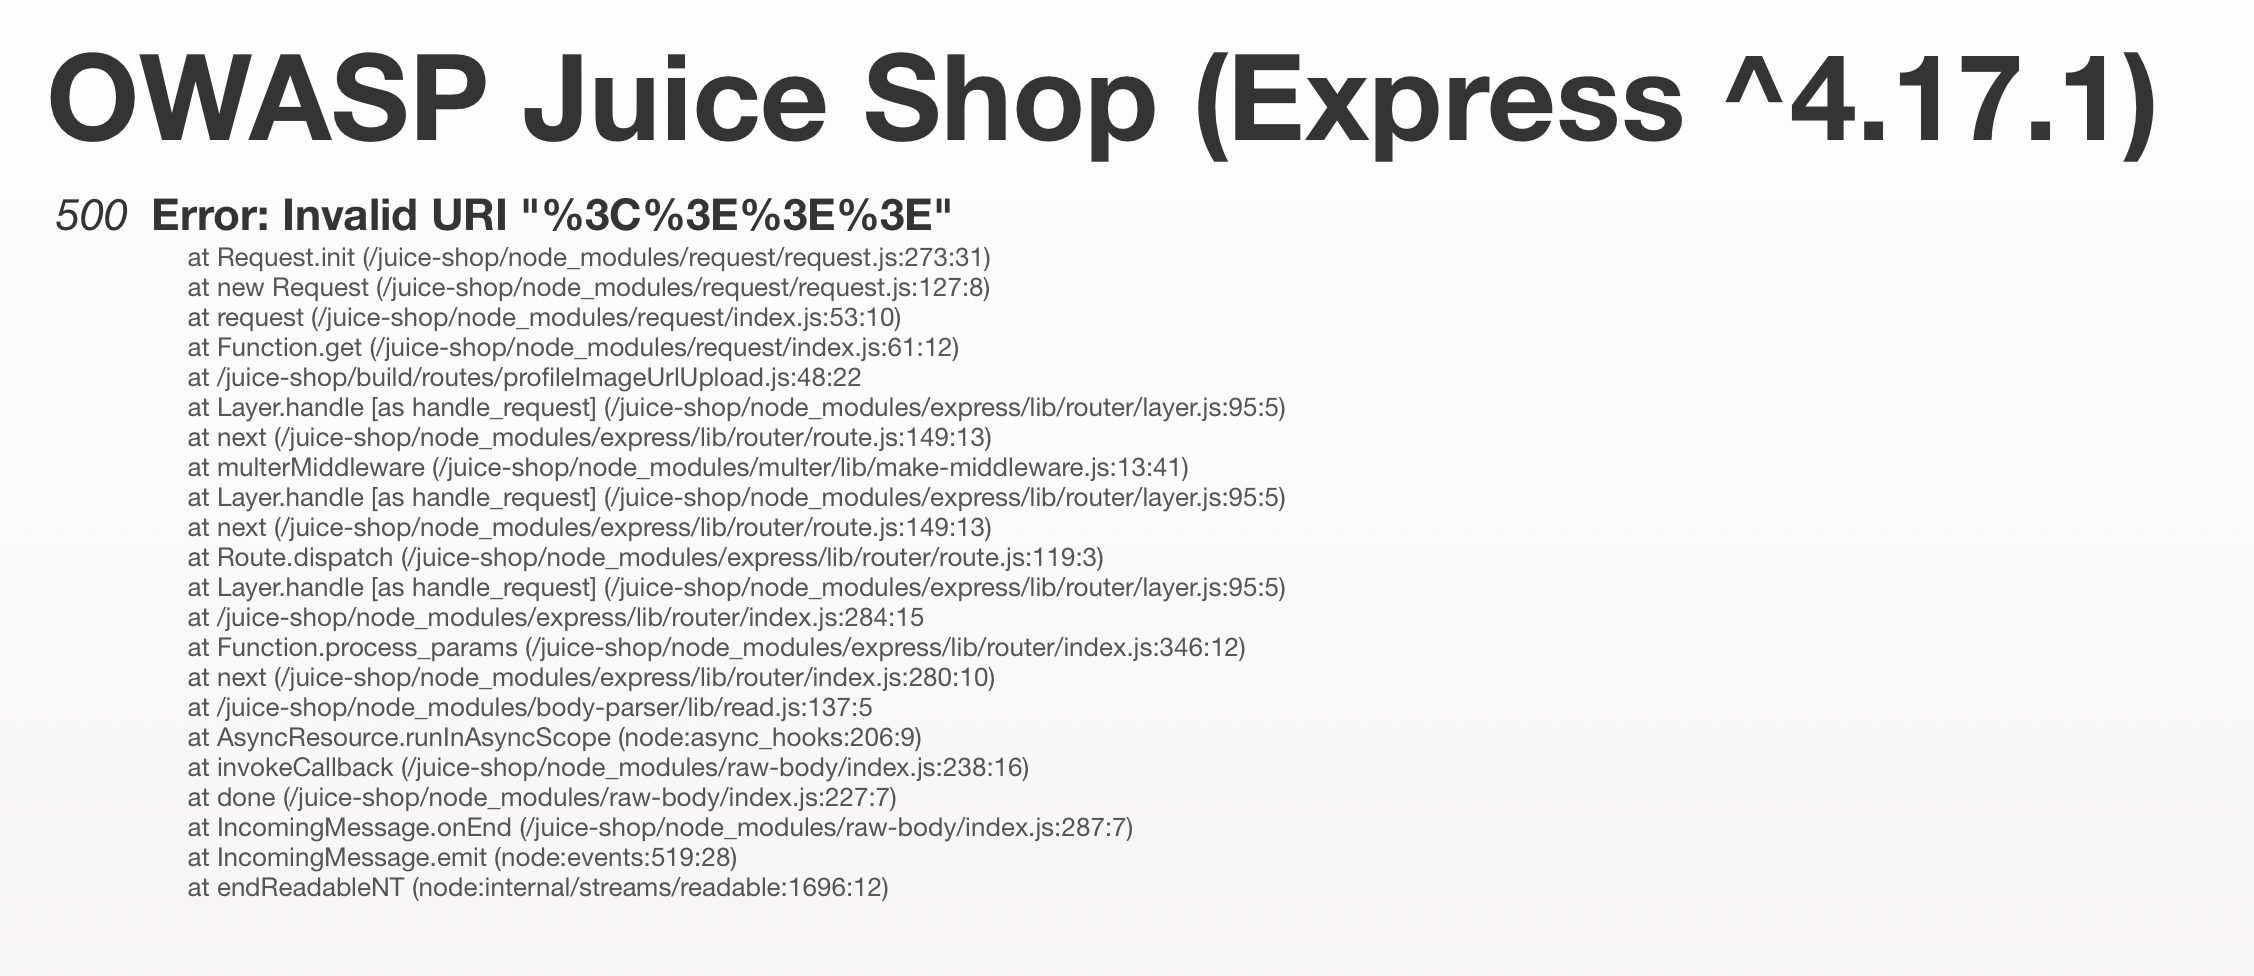 OWASP Juice Shop (Express ^4.17.1)
500 Error: Invalid URI "%3C%3E%3E%3E"
at Request.init (/juice-shop/node_modules/request/request.js:273:31)
at new Request (/juice-shop/node_modules/request/request.js:127:8)
at request (/juice-shop/node_modules/request/index.js:53:10)
at Function.get (/juice-shop/node_modules/request/index.js:61:12)
at /juice-shop/build/routes/profileImageUrlUpload.js:48:22
at Layer.handle [as handle_request] (/juice-shop/node_modules/express/lib/router/layer.js:95:5)
at next (/juice-shop/node_modules/express/lib/router/route.js:149:13)
at multerMiddleware (/juice-shop/node_modules/multer/lib/make-middleware.js:13:41)
at Layer.handle [as handle_request] (/juice-shop/node_modules/express/lib/router/layer.js:95:5)
at next (/juice-shop/node_modules/express/lib/router/route.js:149:13)
at Route.dispatch (/juice-shop/node_modules/express/lib/router/route.js:119:3)
at Layer.handle [as handle_request] (/juice-shop/node_modules/express/lib/router/layer.js:95:5)
at /juice-shop/node_modules/express/lib/router/index.js:284:15
at Function.process_params (/juice-shop/node_modules/express/lib/router/index.js:346:12)
at next (/juice-shop/node_modules/express/lib/router/index.js:280:10)
at /juice-shop/node_modules/body-parser/lib/read.js:137:5
at AsyncResource.runInAsyncScope (node:async_hooks:206:9)
at invokeCallback (/juice-shop/node_modules/raw-body/index.js:238:16)
at done (/juice-shop/node_modules/raw-body/index.js:227:7)
at IncomingMessage.onEnd (/juice-shop/node_modules/raw-body/index.js:287:7)
at IncomingMessage.emit (node:events:519:28)
at endReadableNT (node:internal/streams/readable:1696:12)